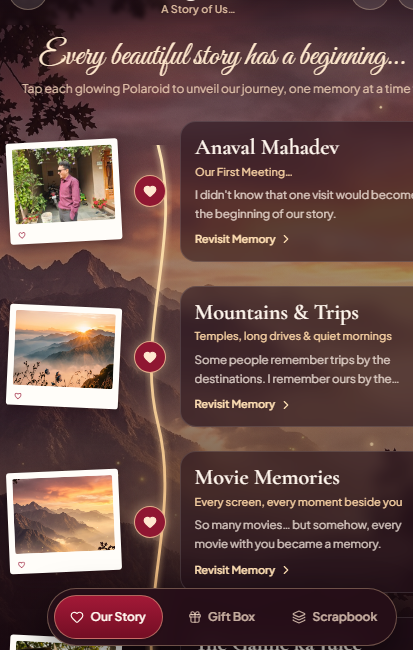 A Story of Us...
Every beautiful story has a beginning...
Tap each glowing Polaroid to unveil our journey, one memory at a time
Anaval Mahadev
Our First Meeting...
I didn't know that one visit would become
the beginning of our story.
Revisit Memory
Mountains & Trips
Temples, long drives & quiet mornings
Some people remember trips by the
destinations. I remember ours by the...
Revisit Memory
Movie Memories
Every screen, every moment beside you
So many movies... but somehow, every
movie with you became a memory.
Revisit Memory
Our Story
Gift Box
Scrapbook